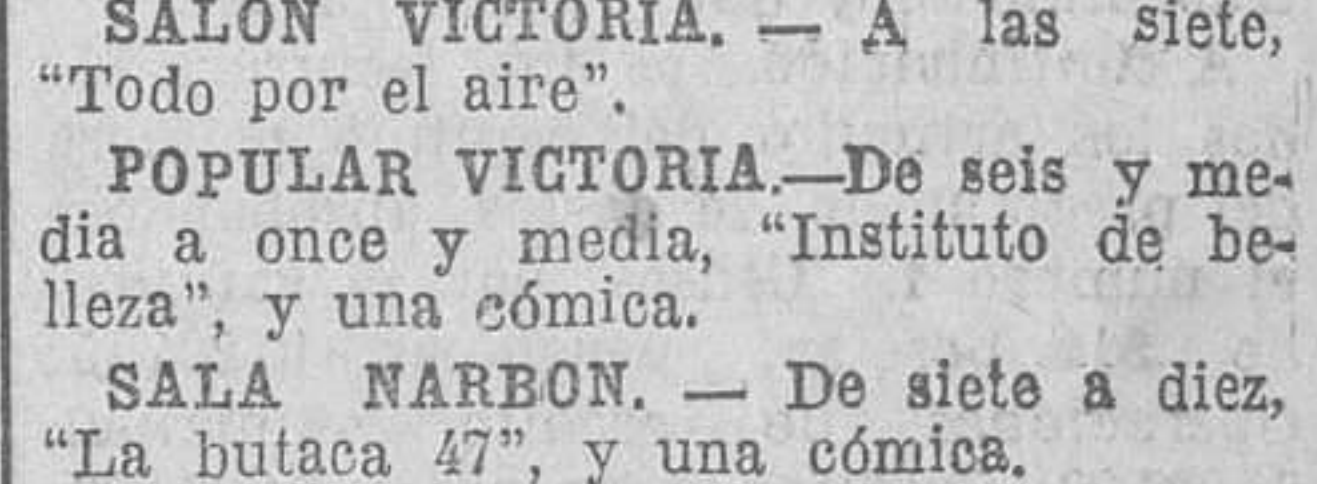 SALON VICTORIA. — A las siete,
“Todo por el aire”.
POPULAR VICTORIA.—De seis y me-
dia a once y media, “Instituto de be-
lleza”, y una cómica.
SALA NARBON. — De siete a diez,
“La butaca 47”, y una cómica.